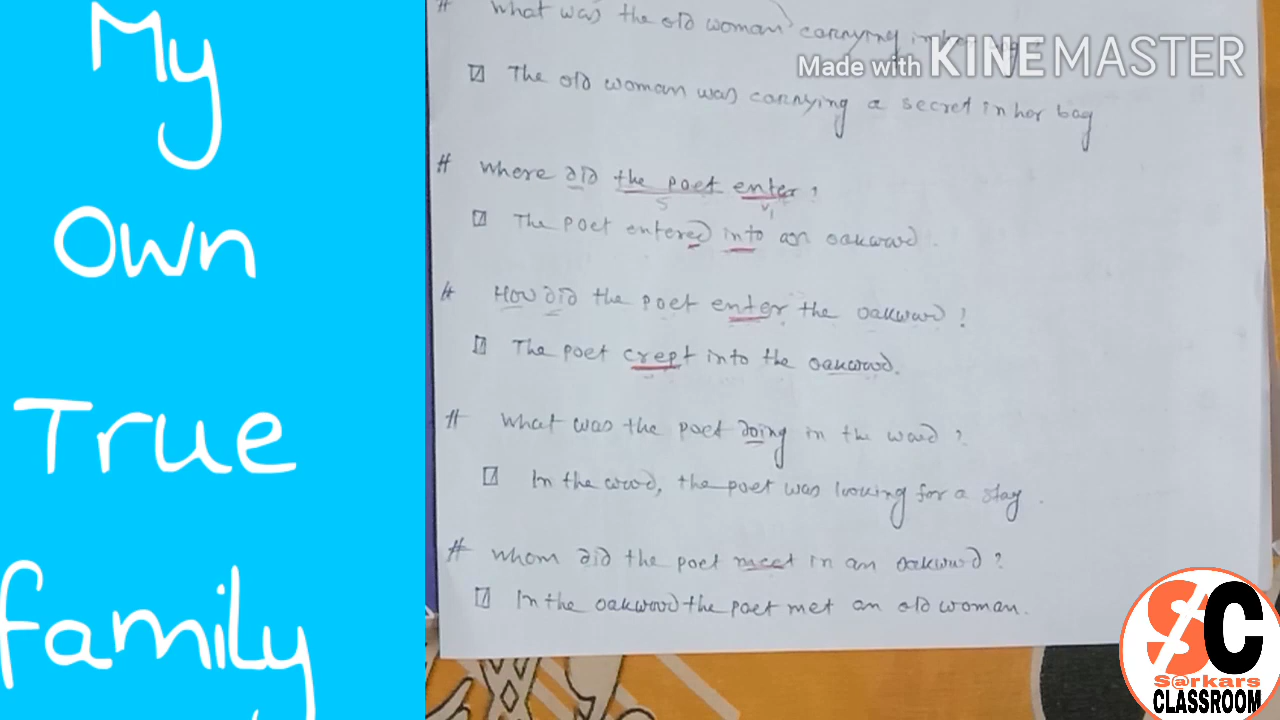 My
Own
True
family
# What was the old woman carrying in her
Made with KINEMASTER
The old woman was carrying a secret in her bag
# Where did the poet enter?
S V1
The poet entered into an oakwood.
# How did the poet enter the oakwood?
The poet crept into the oakwood.
# What was the poet doing in the wood?
In the wood, the poet was looking for a stag.
# Whom did the poet meet in an oakwood?
In the oakwood the poet met an old woman.
SC
S@rkars
CLASSROOM